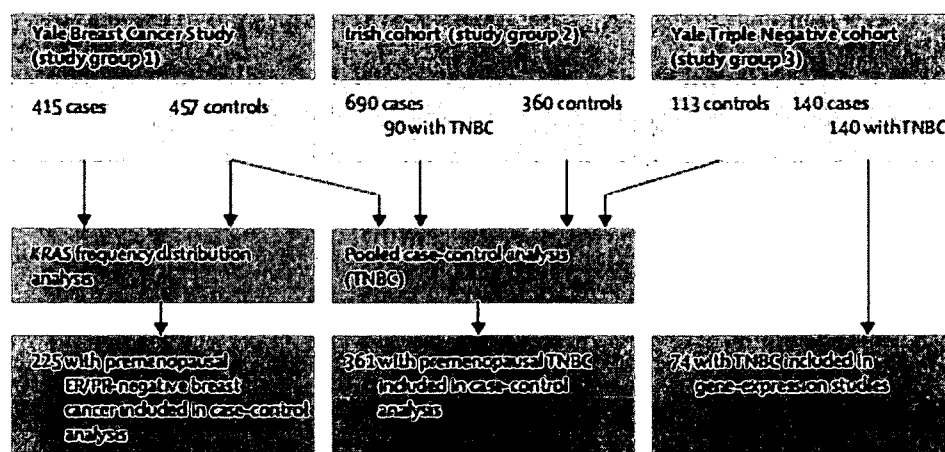 Yale Breast Cancer Study
(study group 1)
Irish cohort (study group 2)
Yale Triple Negative cohort
(study group 3)
415 cases
457 controls
690 cases
360 controls
90 with TNBC
113 controls
140 cases
140 with TNBC
KRAS frequency distribution
analysis
Pooled case-control analysis
(TNBC)
225 with premenopausal
ER/PR-negative breast
cancer included in case-control
analysis
361 with premenopausal TNBC
included in case-control
analysis
74 with TNBC included in
gene-expression studies